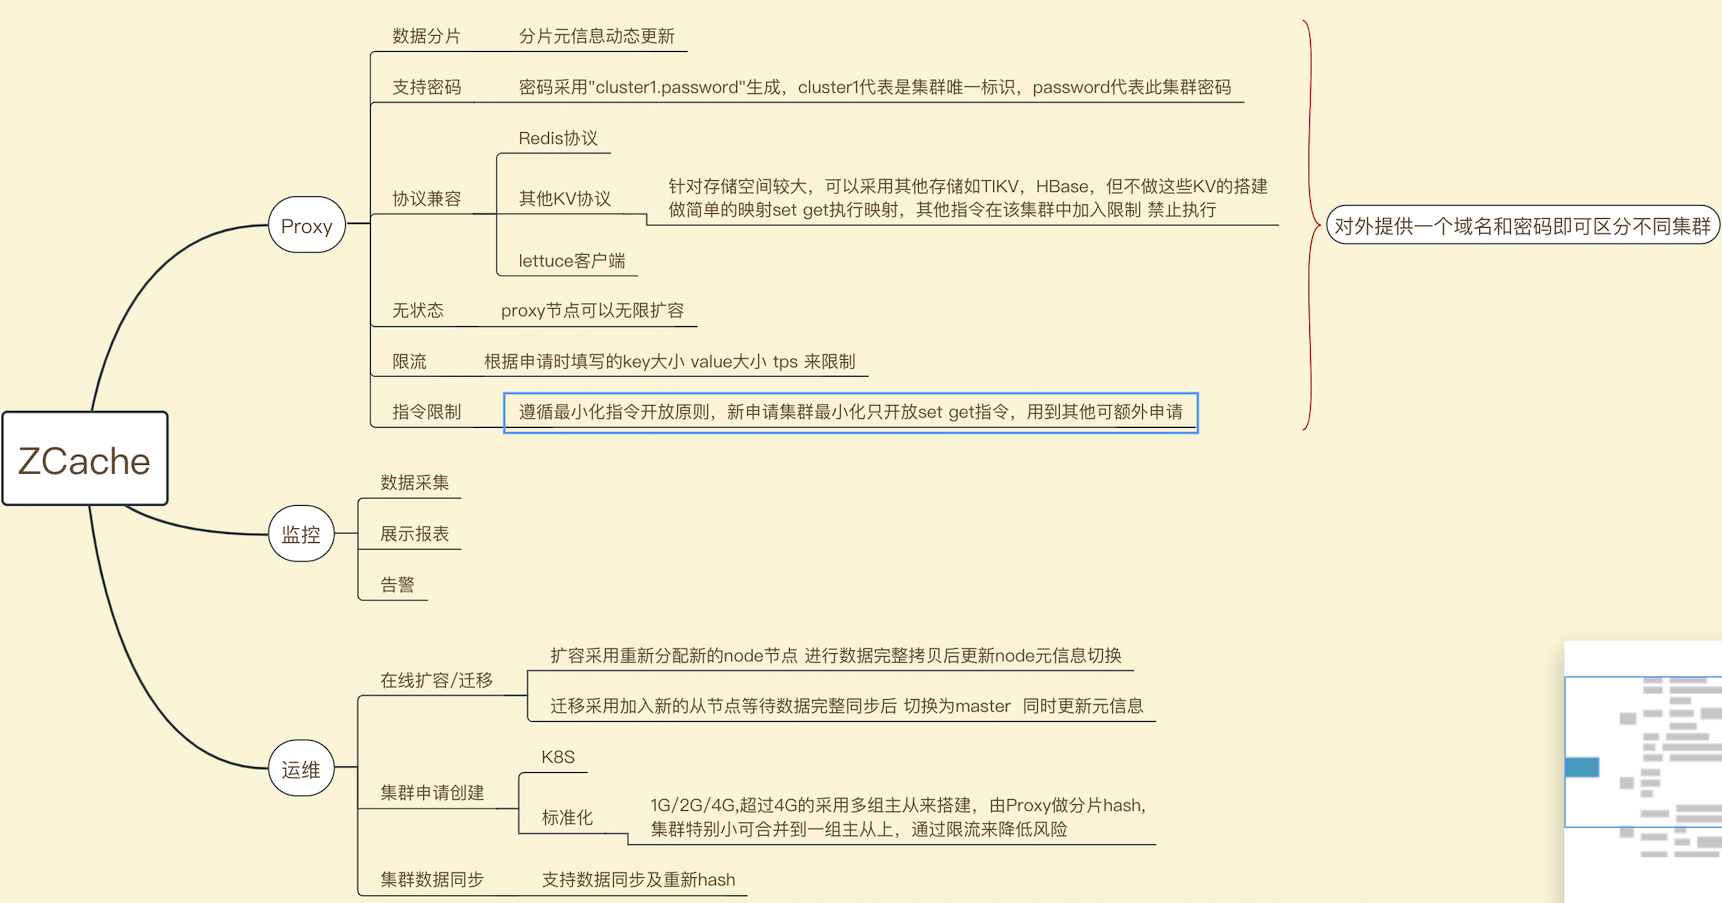 ZCache
Proxy
数据分片
分片元信息动态更新
支持密码
密码采用"cluster1.password"生成，cluster1代表是集群唯一标识，password代表此集群密码
协议兼容
Redis协议
其他KV协议
针对存储空间较大，可以采用其他存储如TIKV，HBase，但不做这些KV的搭建
做简单的映射set get执行映射，其他指令在该集群中加入限制 禁止执行
lettuce客户端
无状态
proxy节点可以无限扩容
限流
根据申请时填写的key大小 value大小 tps 来限制
指令限制
遵循最小化指令开放原则，新申请集群最小化只开放set get指令，用到其他可额外申请
对外提供一个域名和密码即可区分不同集群
监控
数据采集
展示报表
告警
运维
在线扩容/迁移
扩容采用重新分配新的node节点 进行数据完整拷贝后更新node元信息切换
迁移采用加入新的从节点等待数据完整同步后 切换为master  同时更新元信息
集群申请创建
K8S
标准化
1G/2G/4G,超过4G的采用多组主从来搭建，由Proxy做分片hash,
集群特别小可合并到一组主从上，通过限流来降低风险
集群数据同步
支持数据同步及重新hash